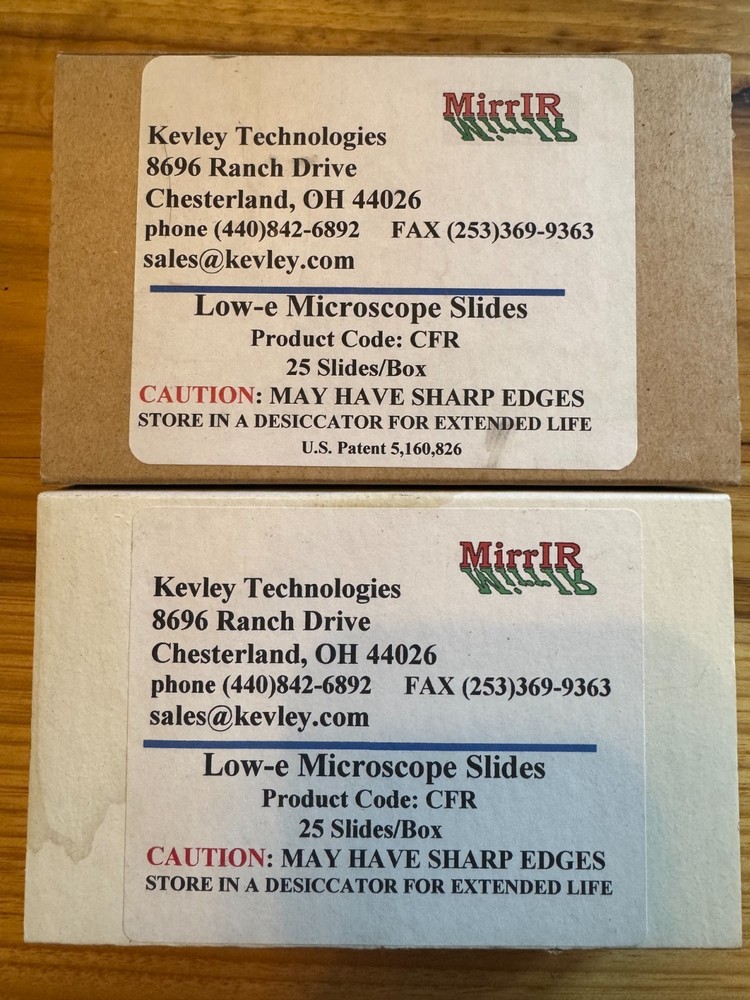 MirrIR
MirrIR
Kevley Technologies
8696 Ranch Drive
Chesterland, OH 44026
phone (440)842-6892 FAX (253)369-9363
sales@kevley.com
Low-e Microscope Slides
Product Code: CFR
25 Slides/Box
CAUTION: MAY HAVE SHARP EDGES
STORE IN A DESICCATOR FOR EXTENDED LIFE
U.S. Patent 5,160,826
MirrIR
MirrIR
Kevley Technologies
8696 Ranch Drive
Chesterland, OH 44026
phone (440)842-6892 FAX (253)369-9363
sales@kevley.com
Low-e Microscope Slides
Product Code: CFR
25 Slides/Box
CAUTION: MAY HAVE SHARP EDGES
STORE IN A DESICCATOR FOR EXTENDED LIFE